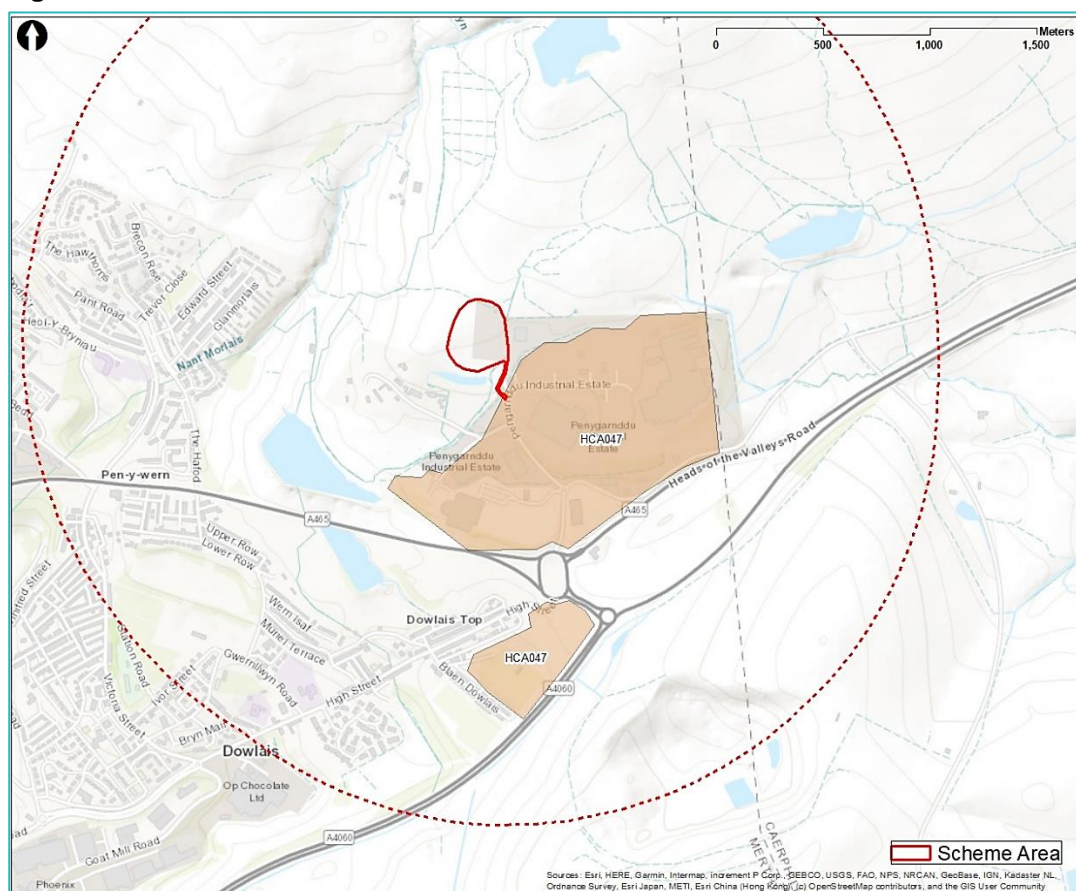 Meters
0 500 1,000 1,500
The Hawthorns
Brecon Rise
Trevor Close
Edward Street
Glanmorlais
Pant Road
Heol-Y-Bryniau
Nant Morlais
The Hafod
Pen-y-wern
Industrial Estate
Penygarnddu
Industrial Estate
Penygarnddu
Estate
HCA047
Heads of the Valleys Road
A465
A465
Upper Row
Lower Row
Wern Isaf
Muriel Terrace
Gwernllwyn Road
High Street
Dowlais Top
High Street
HCA047
Blaen Dowlais
A4060
Station Road
Victoria Street
Ivor Street
Bryn
Dowlais
Op Chocolate
Ltd
A4060
Goat Mill Road
Phoenix
Scheme Area
Sources: Esri, HERE, Garmin, Intermap, increment P Corp., GEBCO, USGS, FAO, NPS, NRCAN, GeoBase, IGN, Kadaster NL,
Ordnance Survey, Esri Japan, METI, Esri China (Hong Kong), (c) OpenStreetMap contributors, and the GIS User Community